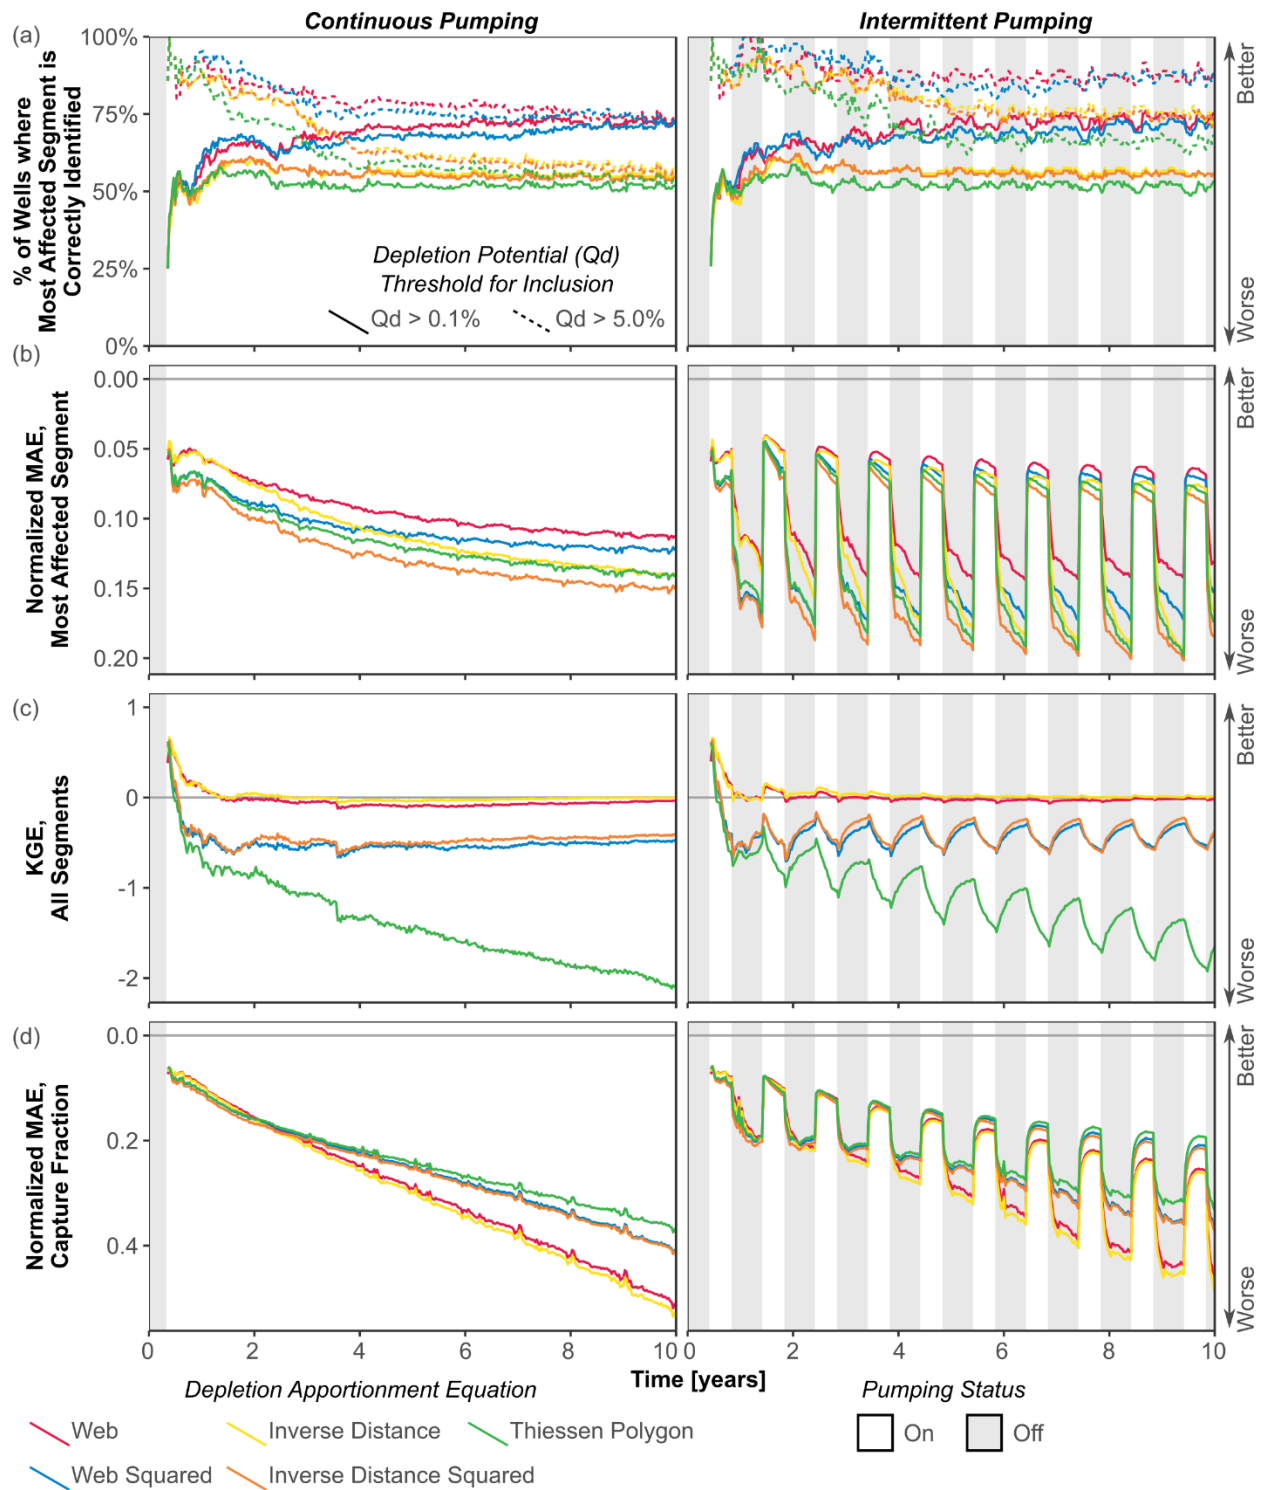 Continuous Pumping
Intermittent Pumping
(a)
% of Wells where
Most Affected Segment is
Correctly Identified
100%
75%
50%
25%
0%
Depletion Potential (Qd)
Threshold for Inclusion
Qd > 0.1%
Qd > 5.0%
Better
Worse
(b)
Normalized MAE,
Most Affected Segment
0.00
0.05
0.10
0.15
0.20
Better
Worse
(c)
KGE,
All Segments
1
0
-1
-2
Better
Worse
(d)
Normalized MAE,
Capture Fraction
0.0
0.2
0.4
Better
Worse
0 2 4 6 8 10
0 2 4 6 8 10
Time [years]
Depletion Apportionment Equation
Pumping Status
Web
Inverse Distance
Thiessen Polygon
On
Off
Web Squared
Inverse Distance Squared